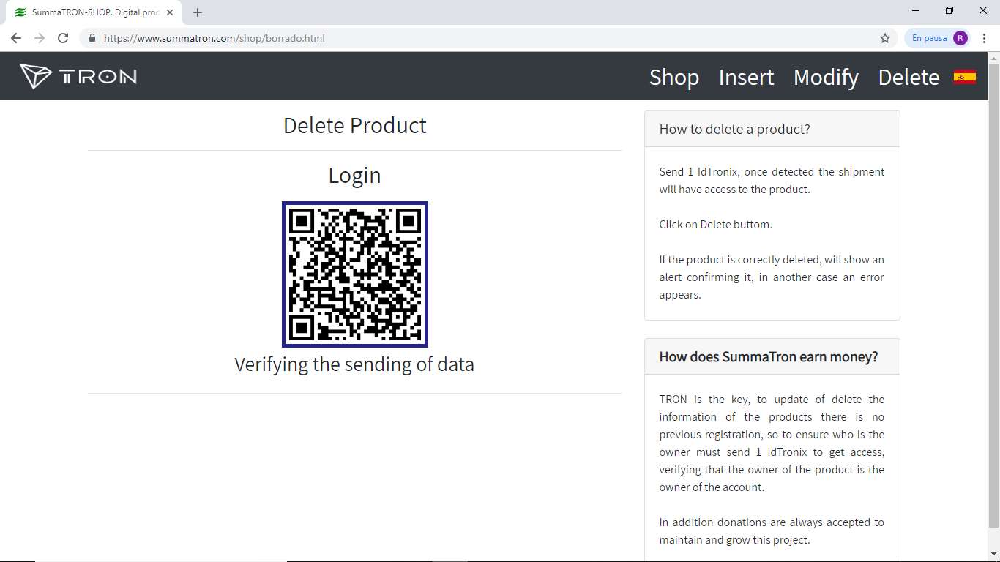 SummaTRON-SHOP. Digital prod
https://www.summatron.com/shop/borrado.html
En pausa
R
TRON
Shop
Insert
Modify
Delete
Delete Product
Login
Verifying the sending of data
How to delete a product?
Send 1 IdTronix, once detected the shipment
will have access to the product.
Click on Delete buttom.
If the product is correctly deleted, will show an
alert confirming it, in another case an error
appears.
How does SummaTron earn money?
TRON is the key, to update of delete the
information of the products there is no
previous registration, so to ensure who is the
owner must send 1 IdTronix to get access,
verifying that the owner of the product is the
owner of the account.
In addition donations are always accepted to
maintain and grow this project.